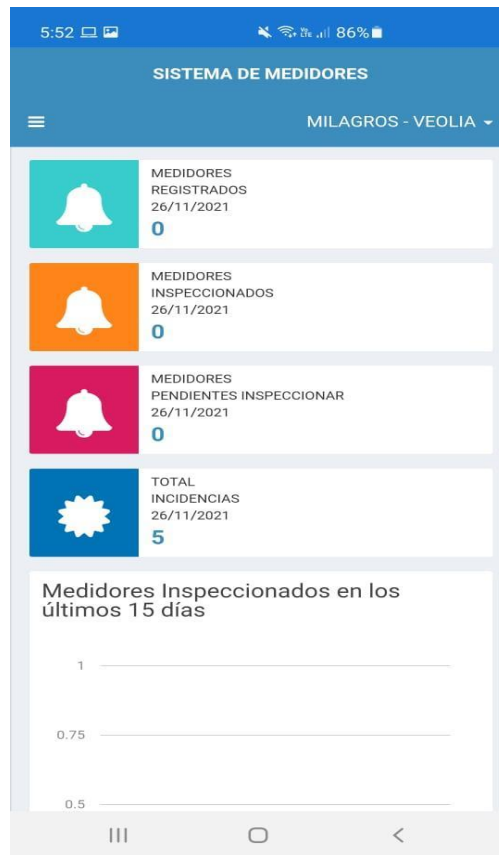 5:52 86%
SISTEMA DE MEDIDORES
MILAGROS - VEOLIA
MEDIDORES
REGISTRADOS
26/11/2021
0
MEDIDORES
INSPECCIONADOS
26/11/2021
0
MEDIDORES
PENDIENTES INSPECCIONAR
26/11/2021
0
TOTAL
INCIDENCIAS
26/11/2021
5
Medidores Inspeccionados en los
últimos 15 días
1
0.75
0.5